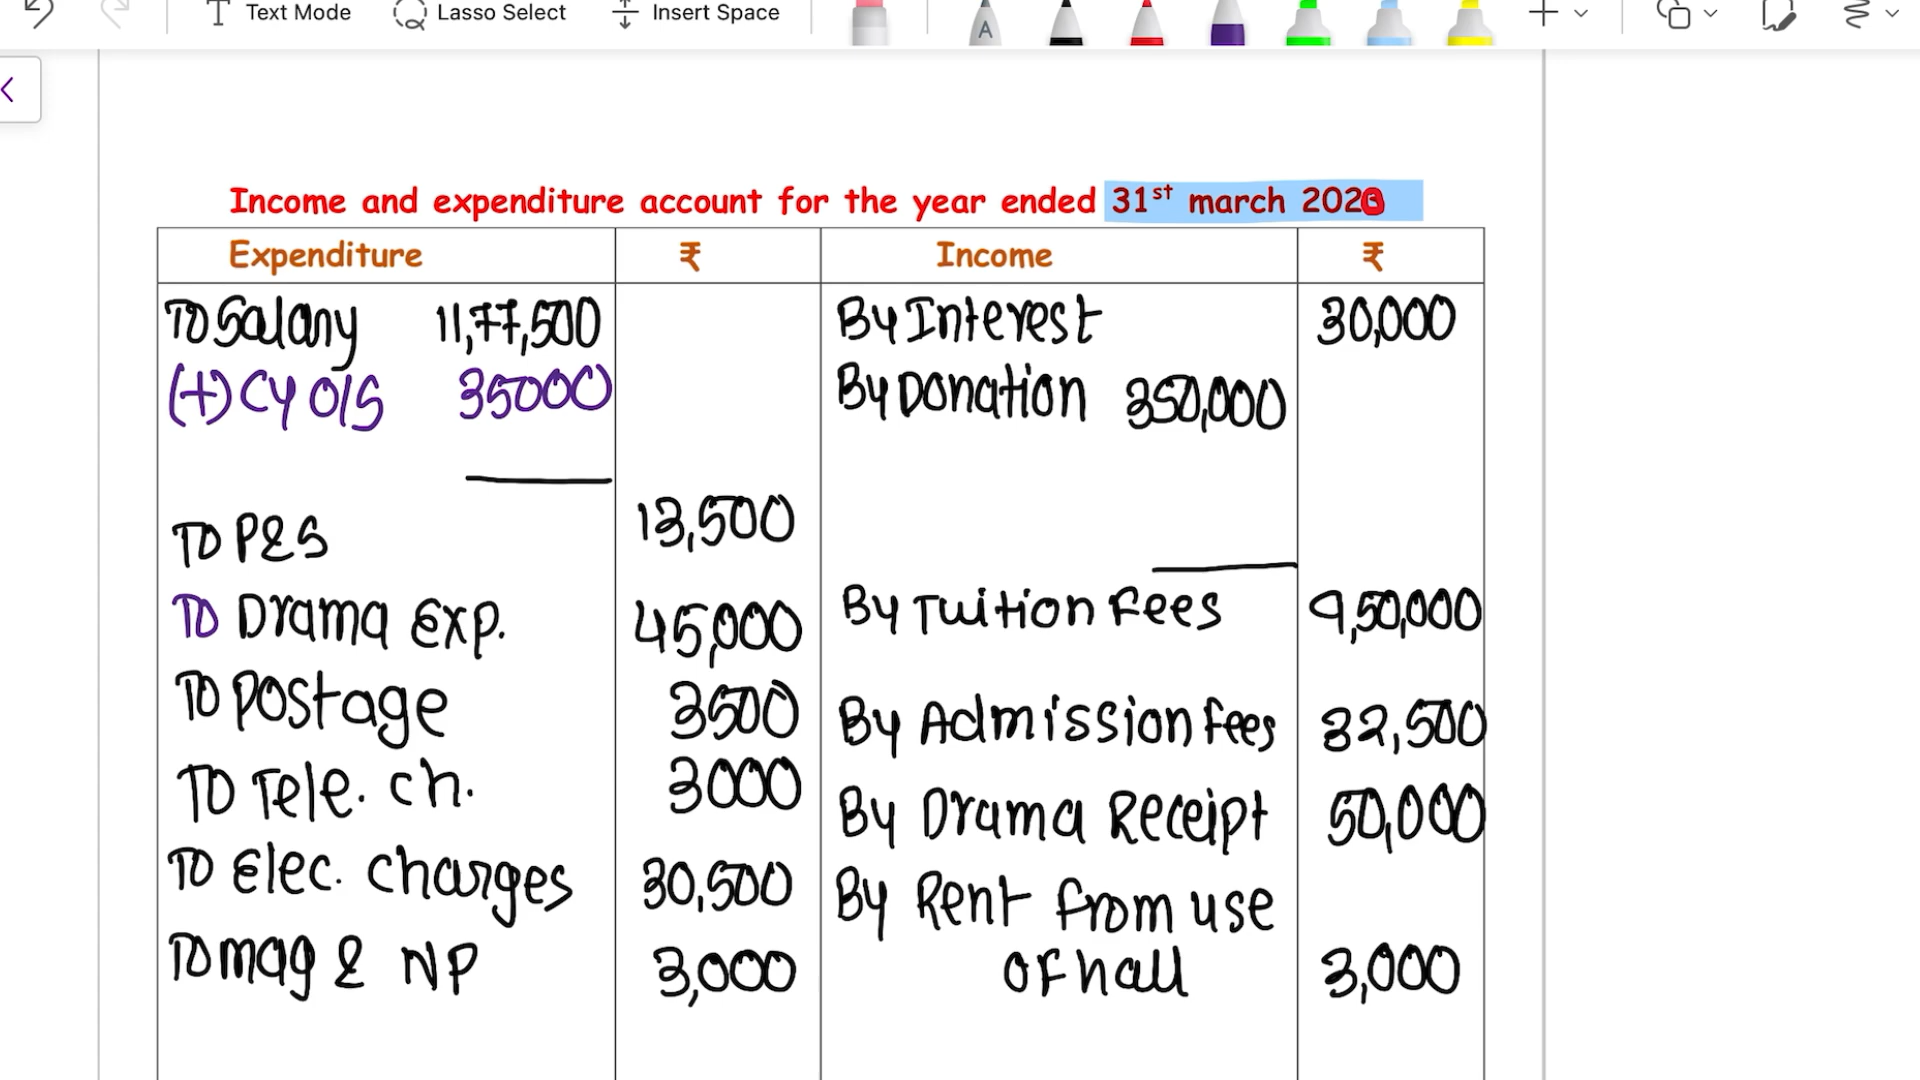 Text Mode Lasso Select Insert Space
A
Income and expenditure account for the year ended 31st march 2023
Expenditure ₹ Income ₹
To Salary 11,77,500 By Interest 30,000
(+) CY O/S 35000 By Donation 350,000
To P&S 13,500
To Drama Exp. 45,000 By Tuition Fees 9,50,000
To Postage 3500 By Admission Fees 32,500
To Tele. ch. 3000 By Drama Receipt 50,000
To Elec. charges 30,500 By Rent from use
To mag & NP 3,000 of hall 3,000